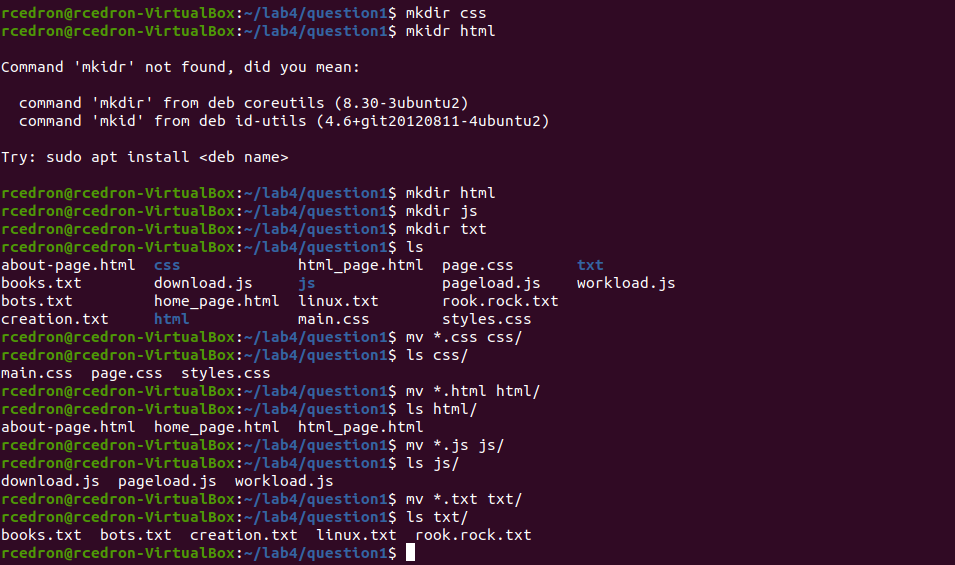 rcedron@rcedron-VirtualBox:~/lab4/question1$ mkdir css
rcedron@rcedron-VirtualBox:~/lab4/question1$ mkidr html

Command 'mkidr' not found, did you mean:

  command 'mkdir' from deb coreutils (8.30-3ubuntu2)
  command 'mkid' from deb id-utils (4.6+git20120811-4ubuntu2)

Try: sudo apt install <deb name>

rcedron@rcedron-VirtualBox:~/lab4/question1$ mkdir html
rcedron@rcedron-VirtualBox:~/lab4/question1$ mkdir js
rcedron@rcedron-VirtualBox:~/lab4/question1$ mkdir txt
rcedron@rcedron-VirtualBox:~/lab4/question1$ ls
about-page.html  css             html_page.html  page.css       txt
books.txt        download.js     js              pageload.js    workload.js
bots.txt         home_page.html  linux.txt       rook.rock.txt
creation.txt     html            main.css        styles.css
rcedron@rcedron-VirtualBox:~/lab4/question1$ mv *.css css/
rcedron@rcedron-VirtualBox:~/lab4/question1$ ls css/
main.css  page.css  styles.css
rcedron@rcedron-VirtualBox:~/lab4/question1$ mv *.html html/
rcedron@rcedron-VirtualBox:~/lab4/question1$ ls html/
about-page.html  home_page.html  html_page.html
rcedron@rcedron-VirtualBox:~/lab4/question1$ mv *.js js/
rcedron@rcedron-VirtualBox:~/lab4/question1$ ls js/
download.js  pageload.js  workload.js
rcedron@rcedron-VirtualBox:~/lab4/question1$ mv *.txt txt/
rcedron@rcedron-VirtualBox:~/lab4/question1$ ls txt/
books.txt  bots.txt  creation.txt  linux.txt  rook.rock.txt
rcedron@rcedron-VirtualBox:~/lab4/question1$